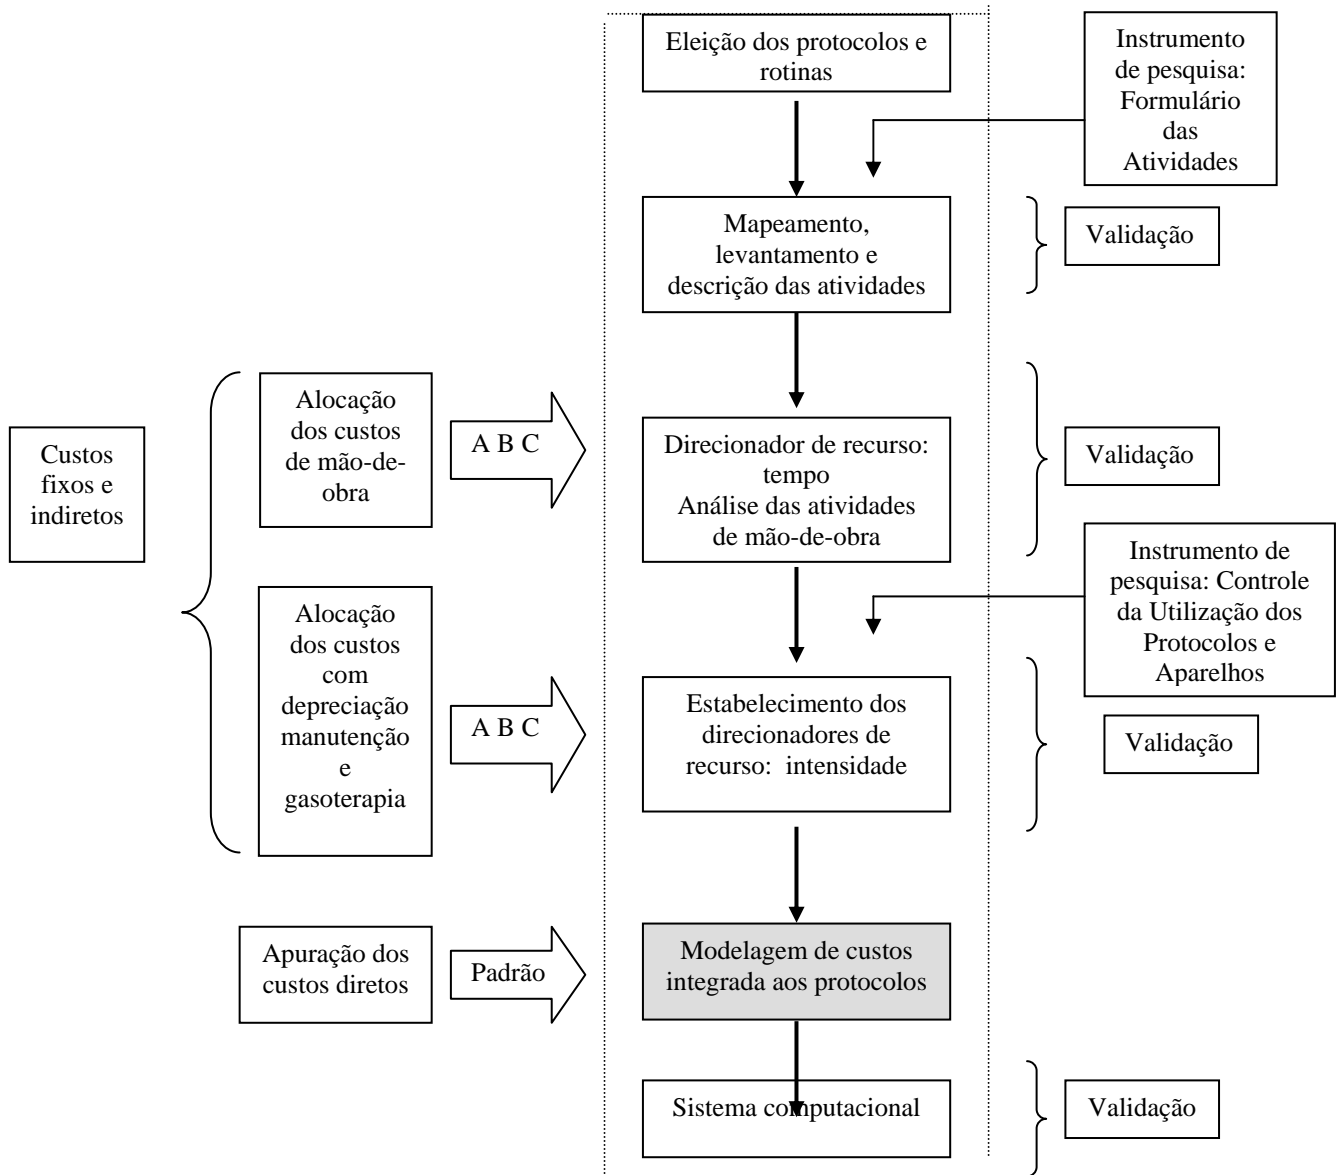 Eleição dos protocolos e
rotinas
Instrumento
de pesquisa:
Formulário
das
Atividades
Mapeamento,
levantamento e
descrição das atividades
Validação
Custos
fixos e
indiretos
Alocação
dos custos
de mão-de-
obra
A B C
Direcionador de recurso:
tempo
Análise das atividades
de mão-de-obra
Validação
Instrumento de
pesquisa: Controle
da Utilização dos
Protocolos e
Aparelhos
Alocação
dos custos
com
depreciação
manutenção
e
gasoterapia
A B C
Estabelecimento dos
direcionadores de
recurso:  intensidade
Validação
Apuração dos
custos diretos
Padrão
Modelagem de custos
integrada aos protocolos
Sistema computacional
Validação